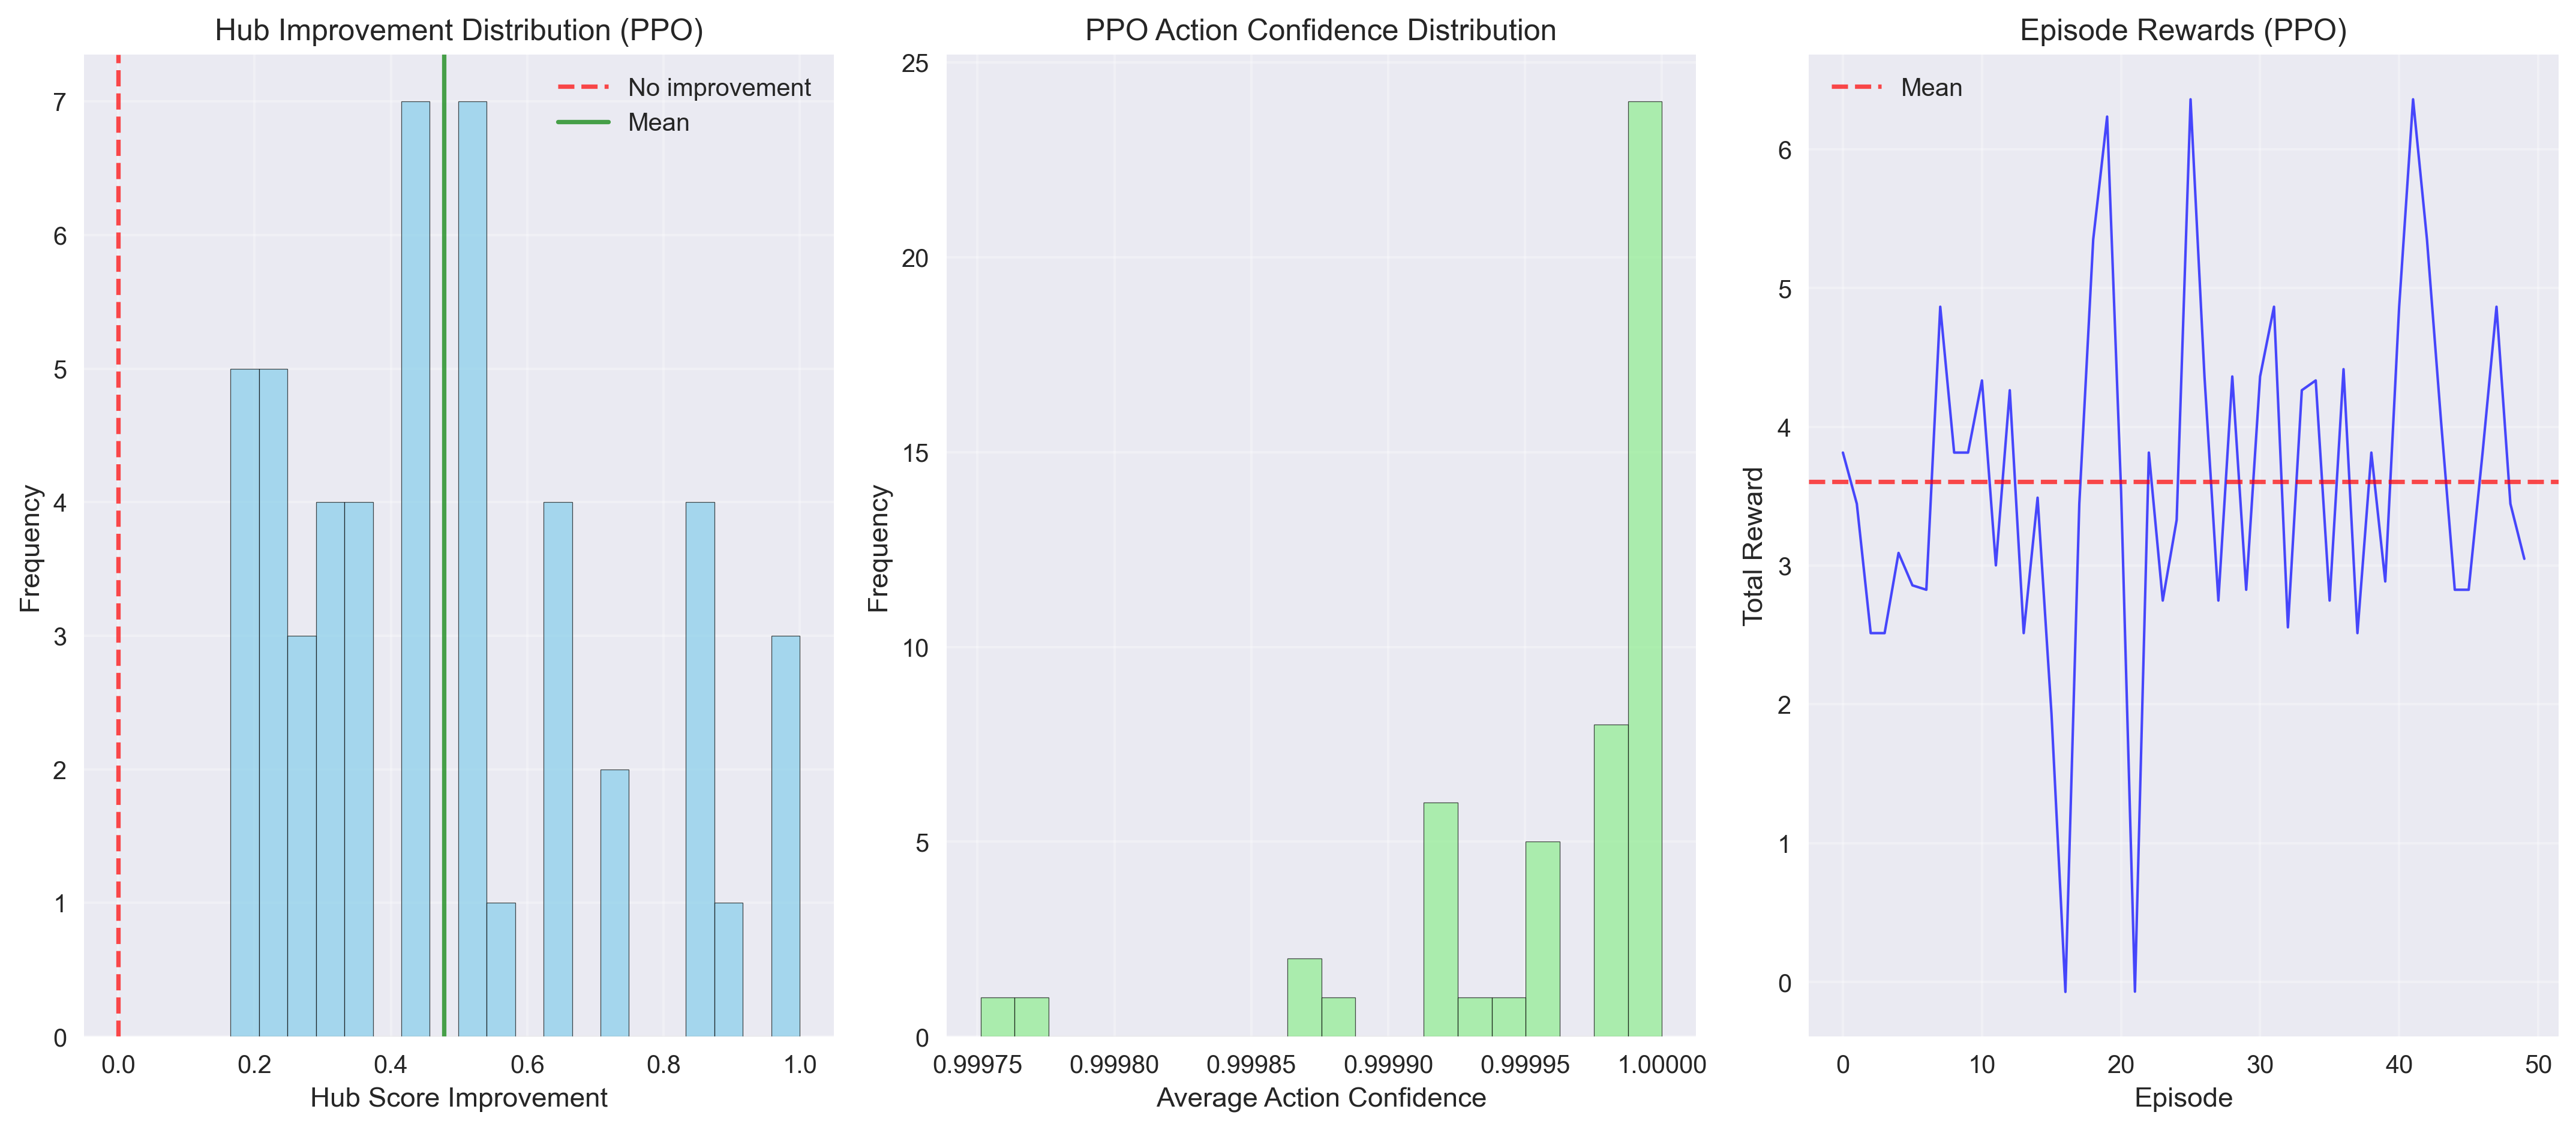 Hub Improvement Distribution (PPO)
No improvement
Mean
7
6
5
4
3
2
1
0
Frequency
0.0 0.2 0.4 0.6 0.8 1.0
Hub Score Improvement
PPO Action Confidence Distribution
25
20
15
10
5
0
Frequency
0.99975 0.99980 0.99985 0.99990 0.99995 1.00000
Average Action Confidence
Episode Rewards (PPO)
Mean
6
5
4
3
2
1
0
Total Reward
0 10 20 30 40 50
Episode